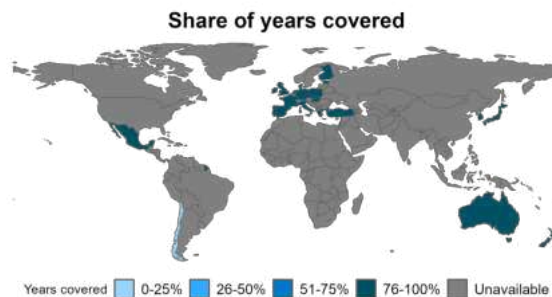 Share of years covered
Years covered 0-25% 26-50% 51-75% 76-100% Unavailable